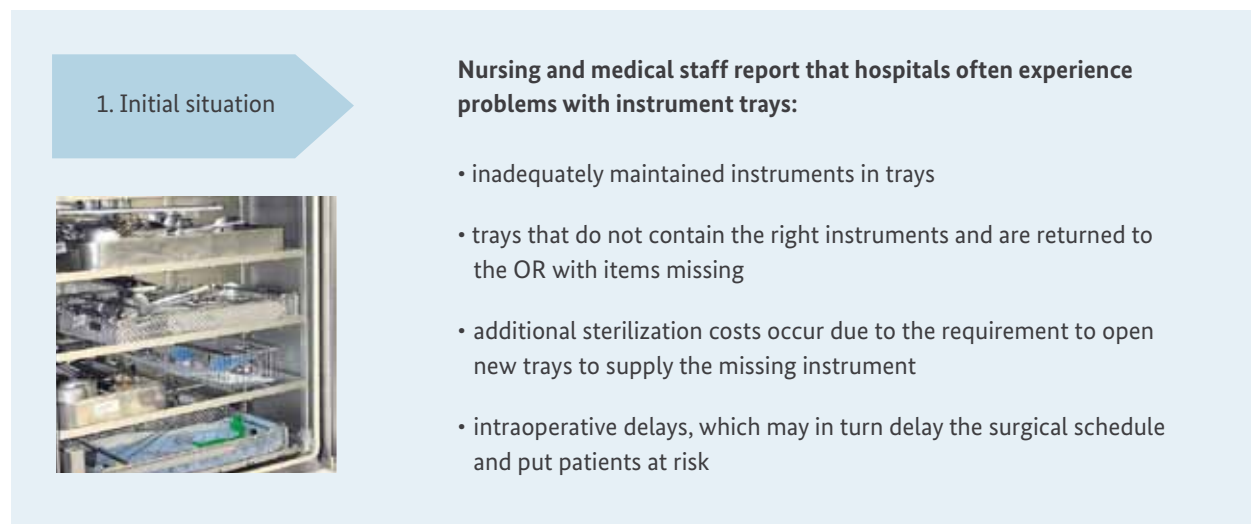 1. Initial situation
Nursing and medical staff report that hospitals often experience
problems with instrument trays:
• inadequately maintained instruments in trays
• trays that do not contain the right instruments and are returned to
the OR with items missing
• additional sterilization costs occur due to the requirement to open
new trays to supply the missing instrument
• intraoperative delays, which may in turn delay the surgical schedule
and put patients at risk